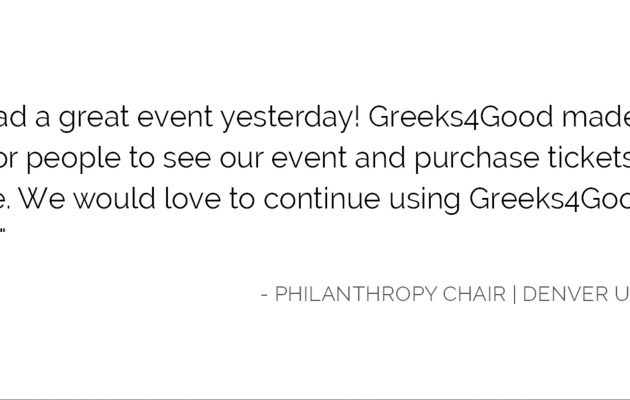 ad a great event yesterday! Greeks4Good made
or people to see our event and purchase tickets
e. We would love to continue using Greeks4Goo
"
- PHILANTHROPY CHAIR | DENVER U